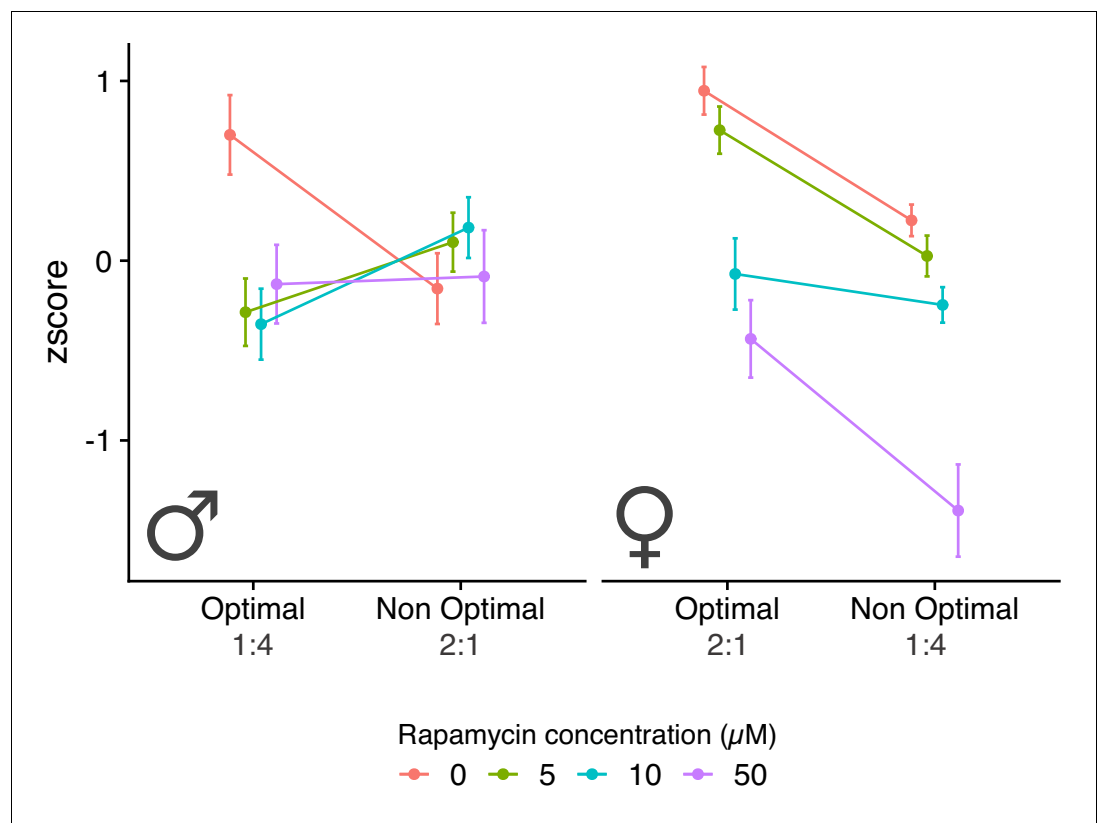 1
0
-1
zscore
♂
♀
Optimal Non Optimal Optimal Non Optimal
1:4 2:1 2:1 1:4
Rapamycin concentration (µM)
0 5 10 50